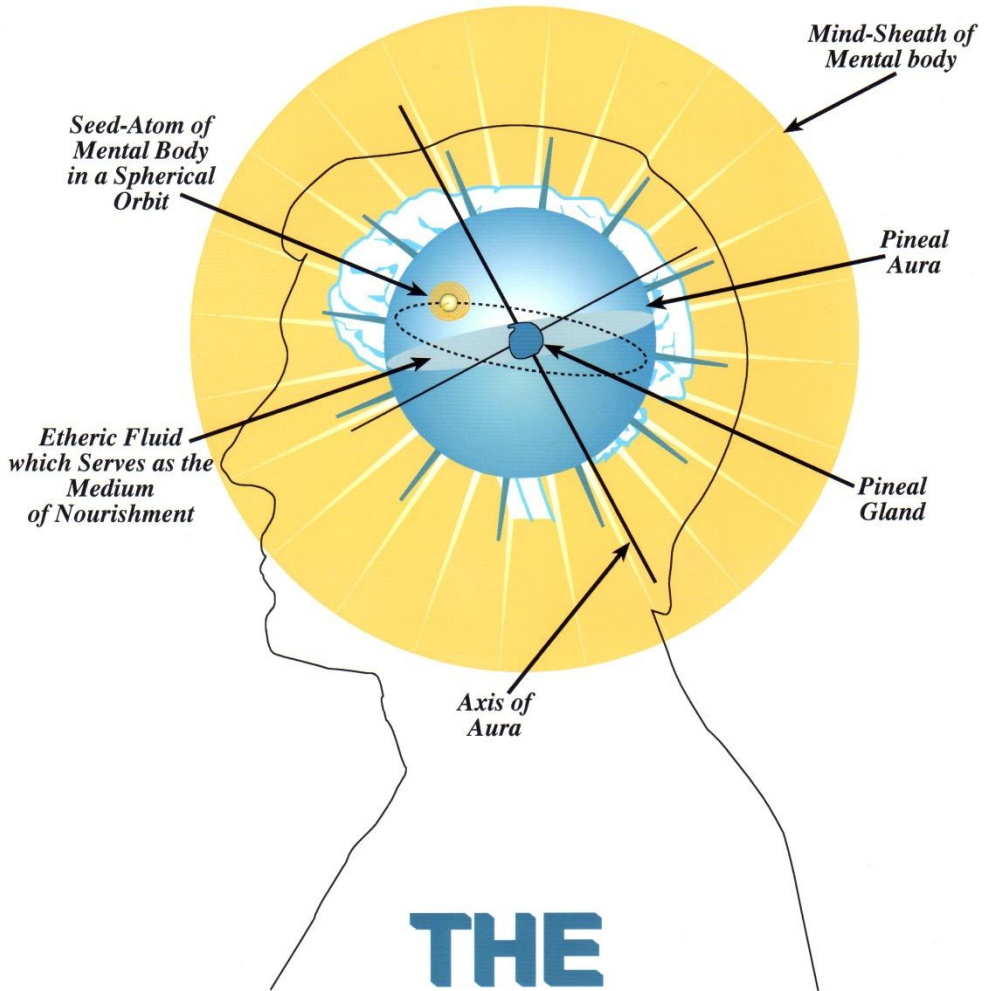 Mind-Sheath of
Mental body
Seed-Atom of
Mental Body
in a Spherical
Orbit
Pineal
Aura
Etheric Fluid
which Serves as the
Medium
of Nourishment
Pineal
Gland
Axis of
Aura
THE